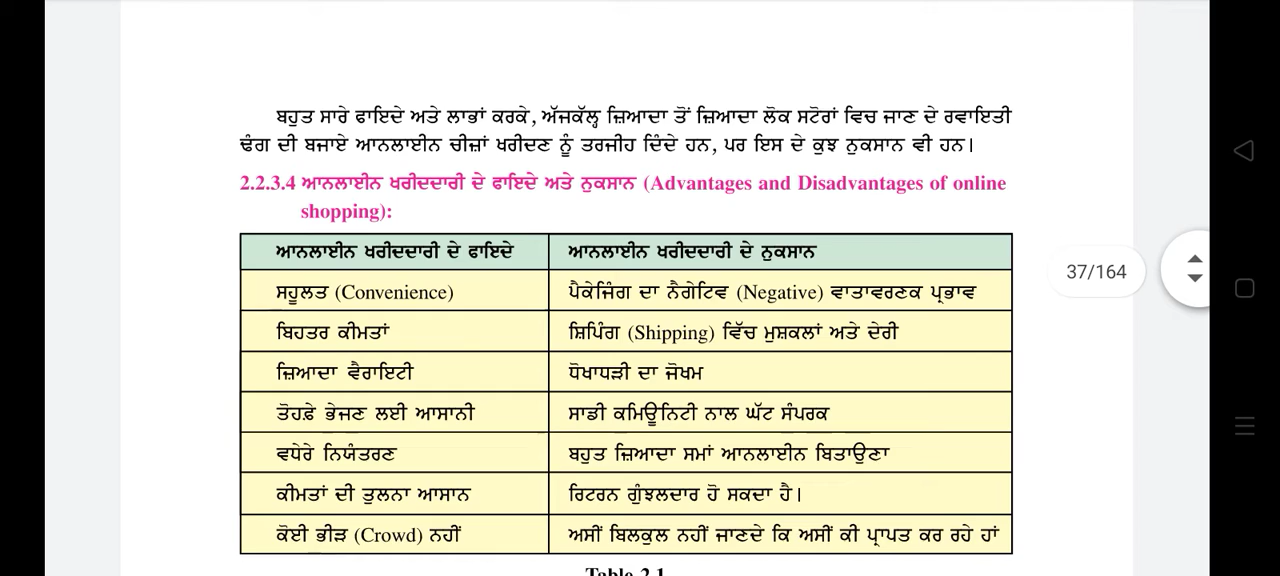 ਬਹੁਤ ਸਾਰੇ ਫਾਇਦੇ ਅਤੇ ਲਾਭਾਂ ਕਰਕੇ, ਅੱਜਕੱਲ੍ਹ ਜ਼ਿਆਦਾ ਤੋਂ ਜ਼ਿਆਦਾ ਲੋਕ ਸਟੋਰਾਂ ਵਿਚ ਜਾਣ ਦੇ ਰਵਾਇਤੀ
ਢੰਗ ਦੀ ਬਜਾਏ ਆਨਲਾਈਨ ਚੀਜ਼ਾਂ ਖਰੀਦਣ ਨੂੰ ਤਰਜੀਹ ਦਿੰਦੇ ਹਨ, ਪਰ ਇਸ ਦੇ ਕੁਝ ਨੁਕਸਾਨ ਵੀ ਹਨ।
2.2.3.4 ਆਨਲਾਈਨ ਖਰੀਦਦਾਰੀ ਦੇ ਫਾਇਦੇ ਅਤੇ ਨੁਕਸਾਨ (Advantages and Disadvantages of online
shopping):
ਆਨਲਾਈਨ ਖਰੀਦਦਾਰੀ ਦੇ ਫਾਇਦੇ ਆਨਲਾਈਨ ਖਰੀਦਦਾਰੀ ਦੇ ਨੁਕਸਾਨ
37/164
ਸਹੂਲਤ (Convenience) ਪੈਕੇਜਿੰਗ ਦਾ ਨੈਗੇਟਿਵ (Negative) ਵਾਤਾਵਰਣਕ ਪ੍ਰਭਾਵ
ਬਿਹਤਰ ਕੀਮਤਾਂ ਸ਼ਿਪਿੰਗ (Shipping) ਵਿੱਚ ਮੁਸ਼ਕਲਾਂ ਅਤੇ ਦੇਰੀ
ਜ਼ਿਆਦਾ ਵੈਰਾਇਟੀ ਧੋਖਾਧੜੀ ਦਾ ਜੋਖਮ
ਤੋਹਫ਼ੇ ਭੇਜਣ ਲਈ ਆਸਾਨੀ ਸਾਡੀ ਕਮਿਊਨਿਟੀ ਨਾਲ ਘੱਟ ਸੰਪਰਕ
ਵਧੇਰੇ ਨਿਯੰਤਰਣ ਬਹੁਤ ਜ਼ਿਆਦਾ ਸਮਾਂ ਆਨਲਾਈਨ ਬਿਤਾਉਣਾ
ਕੀਮਤਾਂ ਦੀ ਤੁਲਨਾ ਆਸਾਨ ਰਿਟਰਨ ਗੁੰਝਲਦਾਰ ਹੋ ਸਕਦਾ ਹੈ।
ਕੋਈ ਭੀੜ (Crowd) ਨਹੀਂ ਅਸੀਂ ਬਿਲਕੁਲ ਨਹੀਂ ਜਾਣਦੇ ਕਿ ਅਸੀਂ ਕੀ ਪ੍ਰਾਪਤ ਕਰ ਰਹੇ ਹਾਂ
Table 2.1